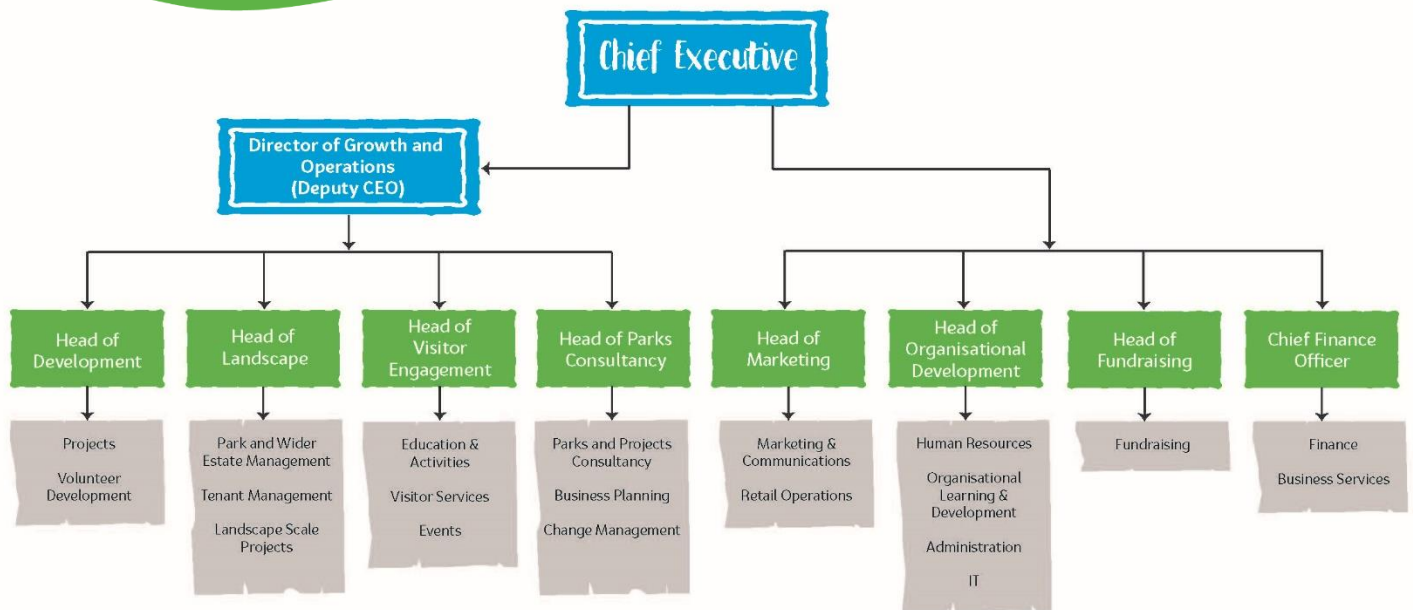 Chief Executive
Director of Growth and
Operations
(Deputy CEO)
Head of
Development
Head of
Landscape
Head of
Visitor
Engagement
Head of Parks
Consultancy
Head of
Marketing
Head of
Organisational
Development
Head of
Fundraising
Chief Finance
Officer
Projects
Volunteer
Development
Park and Wider
Estate Management
Tenant Management
Landscape Scale
Projects
Education &
Activities
Visitor Services
Events
Parks and Projects
Consultancy
Business Planning
Change Management
Marketing &
Communications
Retail Operations
Human Resources
Organisational
Learning &
Development
Administration
IT
Fundraising
Finance
Business Services